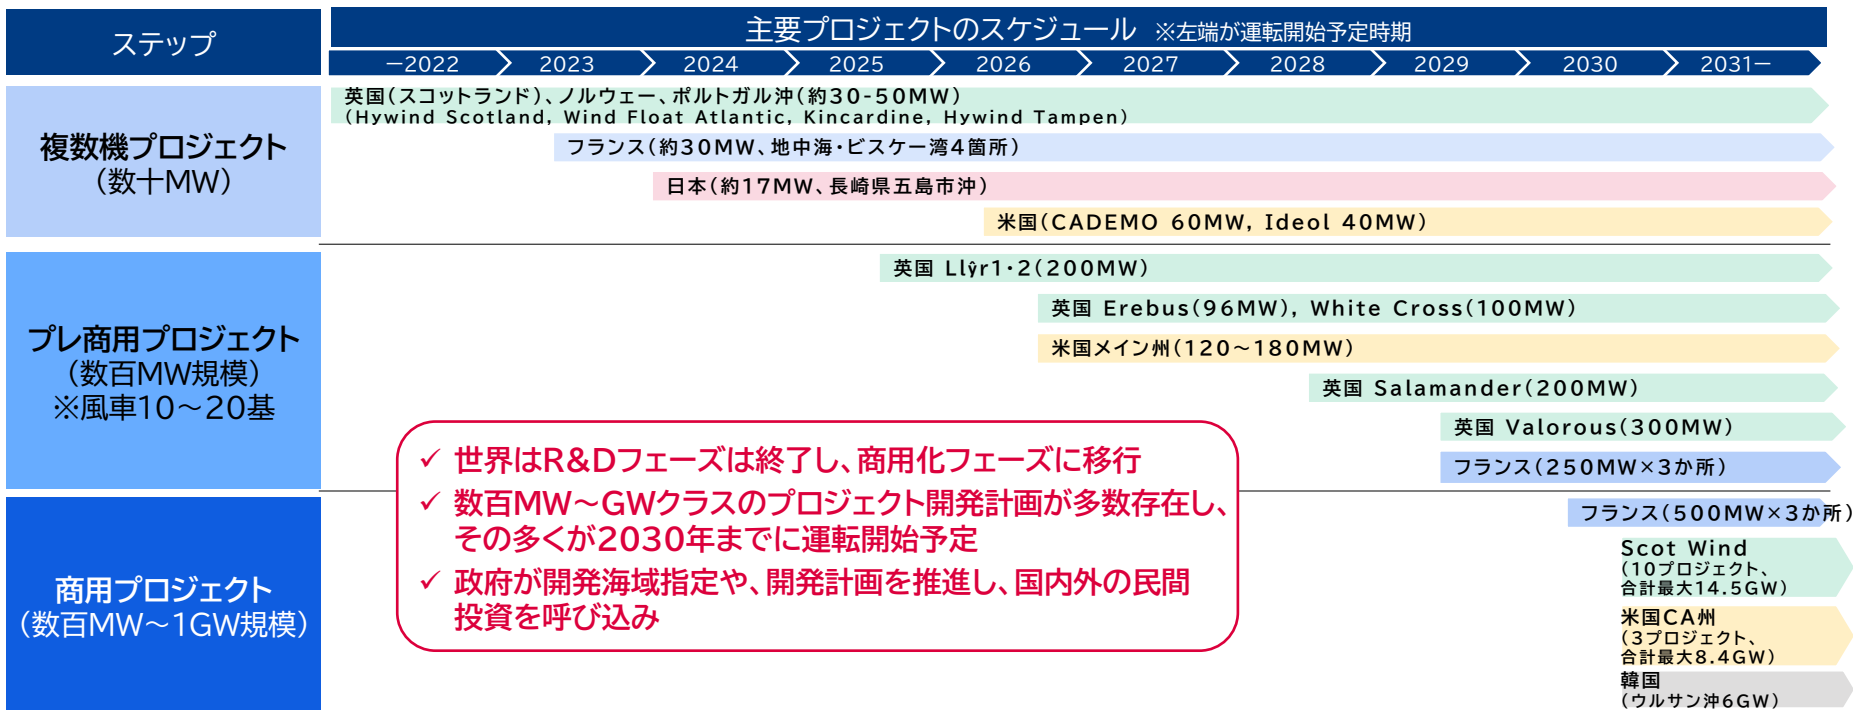 ステップ
主要プロジェクトのスケジュール ※左端が運転開始予定時期
－2022 2023 2024 2025 2026 2027 2028 2029 2030 2031－
複数機プロジェクト
（数十MW）
英国（スコットランド）、ノルウェー、ポルトガル沖（約30-50MW）
（Hywind Scotland, Wind Float Atlantic, Kincardine, Hywind Tampen）
フランス（約30MW、地中海・ビスケー湾4箇所）
日本（約17MW、長崎県五島市沖）
米国（CADEMO 60MW, Ideol 40MW）
プレ商用プロジェクト
（数百MW規模）
※風車10～20基
英国 Llŷr1・2（200MW）
英国 Erebus（96MW）, White Cross（100MW）
米国メイン州（120～180MW）
英国 Salamander（200MW）
英国 Valorous（300MW）
フランス（250MW×3か所）
✓ 世界はR&Dフェーズは終了し、商用化フェーズに移行
✓ 数百MW～GWクラスのプロジェクト開発計画が多数存在し、
その多くが2030年までに運転開始予定
✓ 政府が開発海域指定や、開発計画を推進し、国内外の民間
投資を呼び込み
商用プロジェクト
（数百MW～1GW規模）
フランス（500MW×3か所）
Scot Wind
（10プロジェクト、
合計最大14.5GW）
米国CA州
（3プロジェクト、
合計最大8.4GW）
韓国
（ウルサン沖6GW）